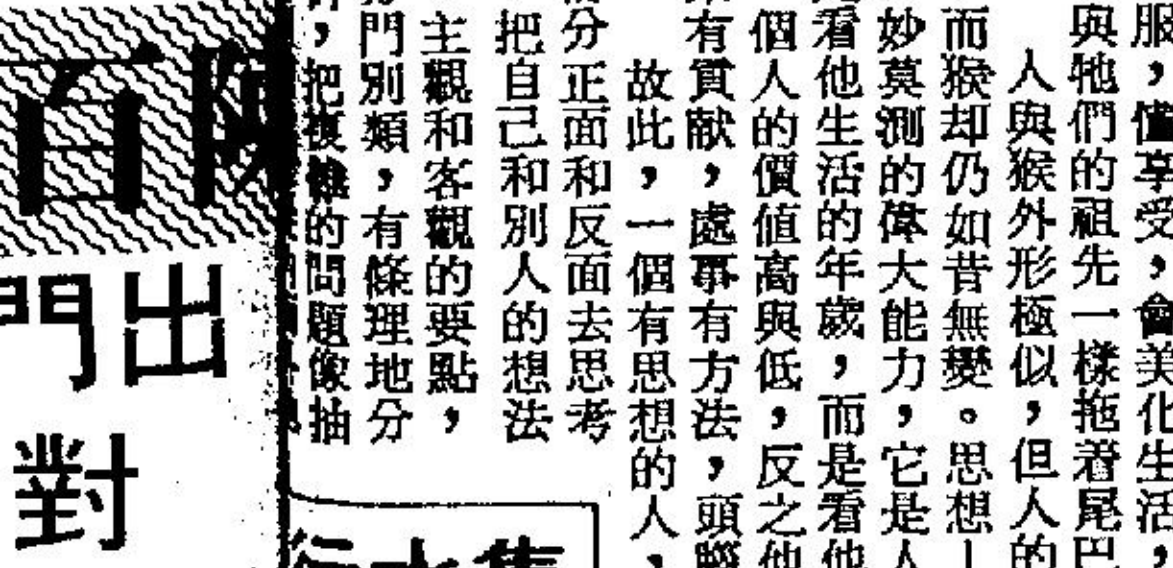 服，懂享受，會美化生活，
與牠們的祖先一樣拖着尾巴
人與猴外形極似，但人的
而猴却仍如昔無變。思想－
妙莫測的偉大能力，它是人
看他生活的年歲，而是看他
個人的價値高與低，反之他
有貢献，處事有方法，頭腦
故此，一個有思想的人，
分正面和反面去思考
把自己和別人的想法
主觀和客觀的要點，
門別類，有條理地分
，把複雜的問題像抽
百
出門
對